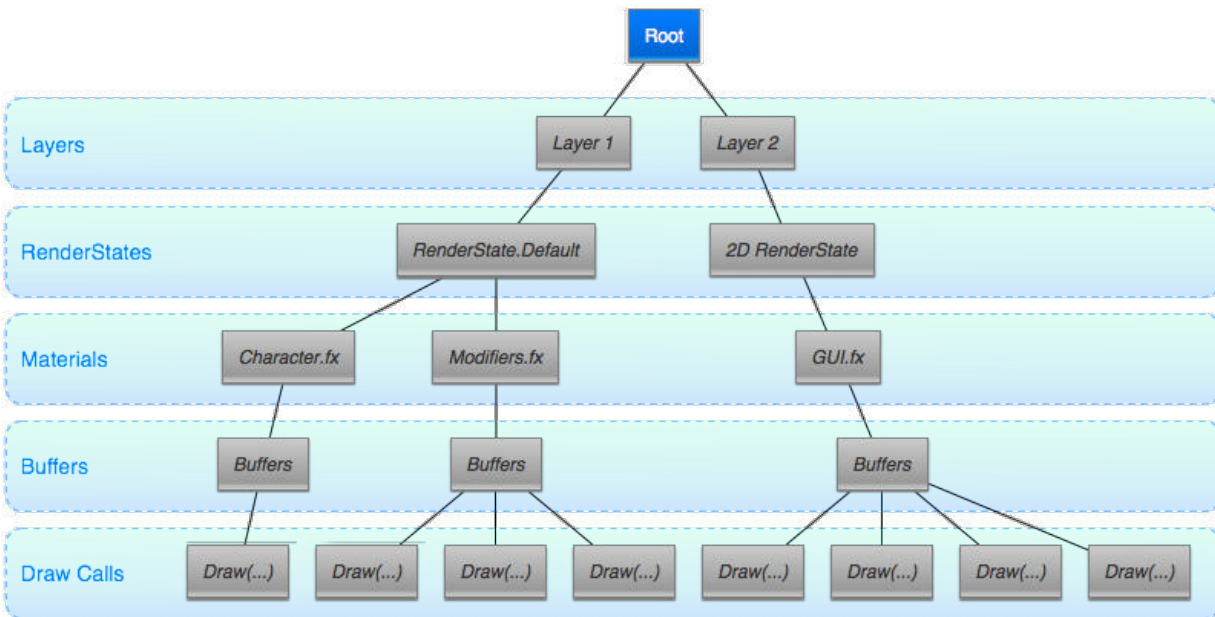 Root
Layers
Layer 1
Layer 2
RenderStates
RenderState.Default
2D RenderState
Materials
Character.fx
Modifiers.fx
GUI.fx
Buffers
Buffers
Buffers
Buffers
Draw Calls
Draw(...)
Draw(...)
Draw(...)
Draw(...)
Draw(...)
Draw(...)
Draw(...)
Draw(...)